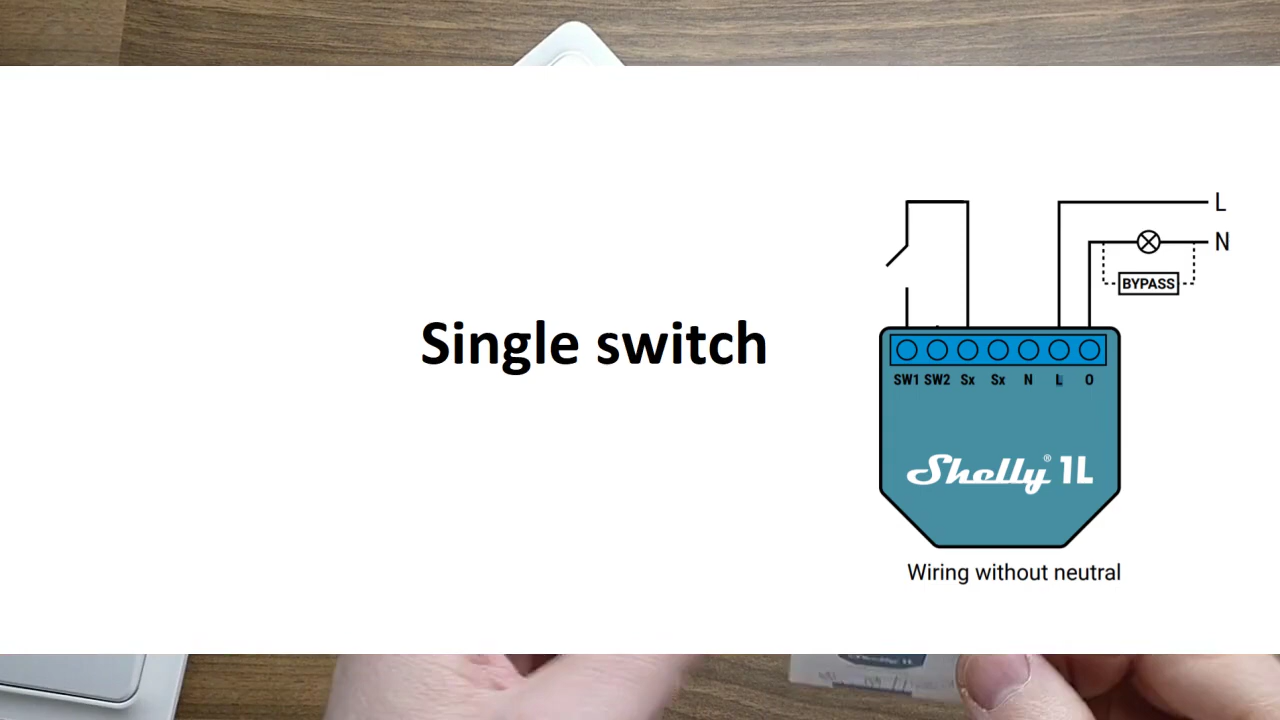 Single switch
L
N
BYPASS
SW1 SW2 Sx Sx N L O
Shelly® 1L
Wiring without neutral